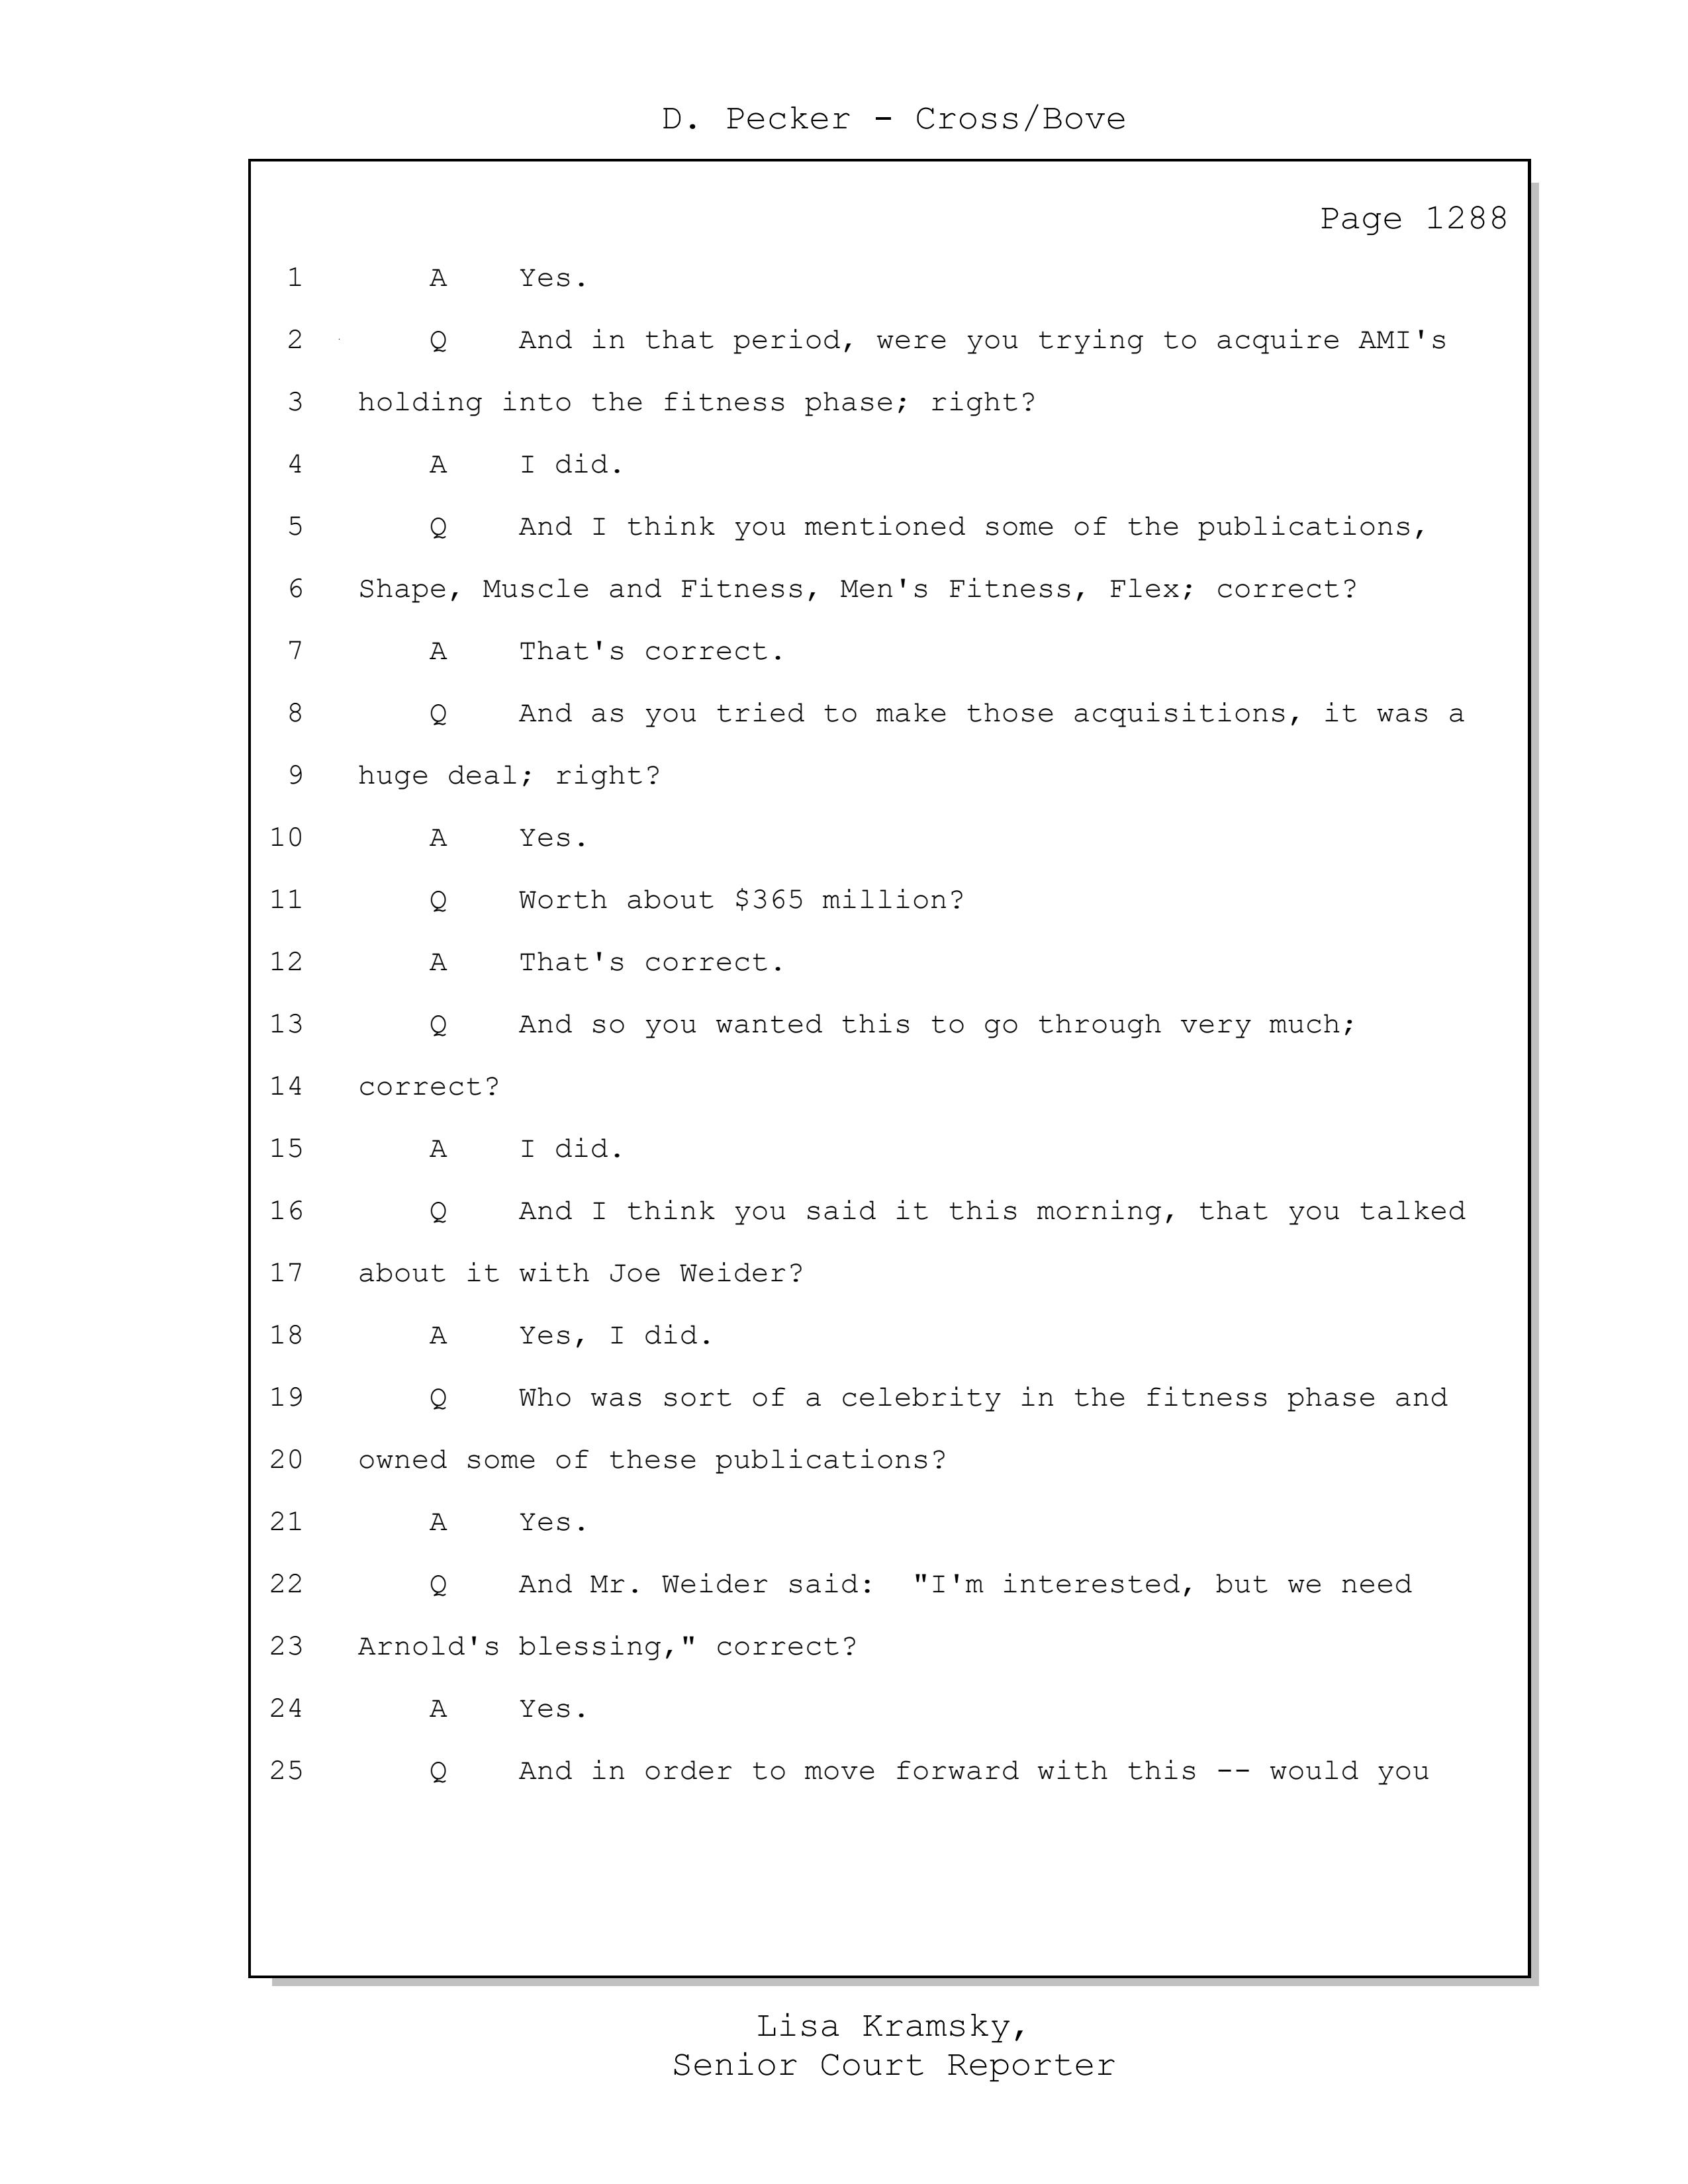 D. Pecker - Cross/Bove
Page 1288
1 A Yes.
2 Q And in that period, were you trying to acquire AMI's
3 holding into the fitness phase; right?
4 A I did.
5 Q And I think you mentioned some of the publications,
6 Shape, Muscle and Fitness, Men's Fitness, Flex; correct?
7 A That's correct.
8 Q And as you tried to make those acquisitions, it was a
9 huge deal; right?
10 A Yes.
11 Q Worth about $365 million?
12 A That's correct.
13 Q And so you wanted this to go through very much;
14 correct?
15 A I did.
16 Q And I think you said it this morning, that you talked
17 about it with Joe Weider?
18 A Yes, I did.
19 Q Who was sort of a celebrity in the fitness phase and
20 owned some of these publications?
21 A Yes.
22 Q And Mr. Weider said: "I'm interested, but we need
23 Arnold's blessing," correct?
24 A Yes.
25 Q And in order to move forward with this -- would you
Lisa Kramsky,
Senior Court Reporter